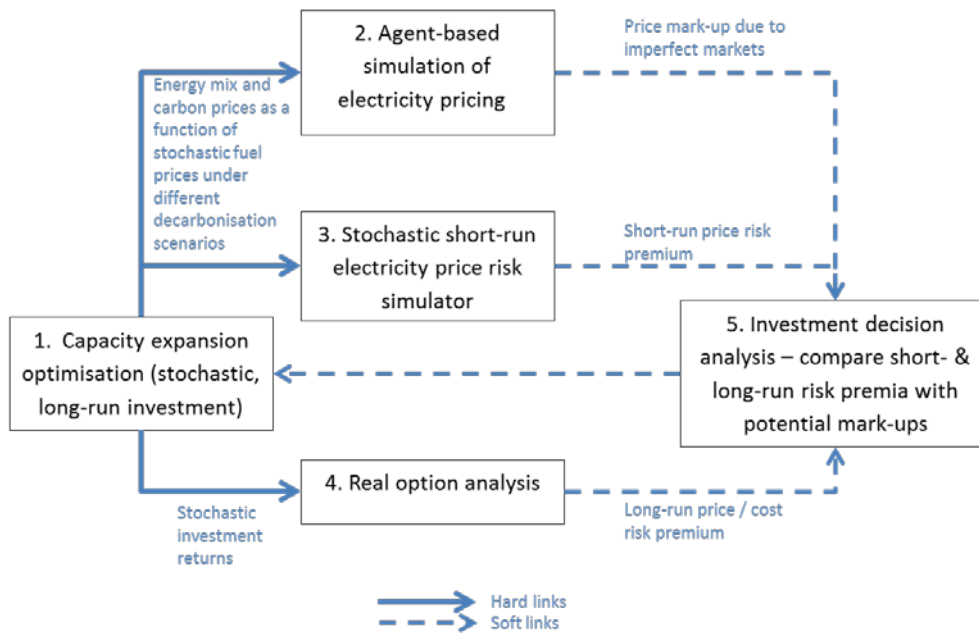 2. Agent-based
simulation of
electricity pricing
Price mark-up due to
imperfect markets
Energy mix and
carbon prices as a
function of
stochastic fuel
prices under
different
decarbonisation
scenarios
3. Stochastic short-run
electricity price risk
simulator
Short-run price risk
premium
1. Capacity expansion
optimisation (stochastic,
long-run investment)
5. Investment decision
analysis – compare short- &
long-run risk premia with
potential mark-ups
4. Real option analysis
Stochastic
investment
returns
Long-run price / cost
risk premium
Hard links
Soft links